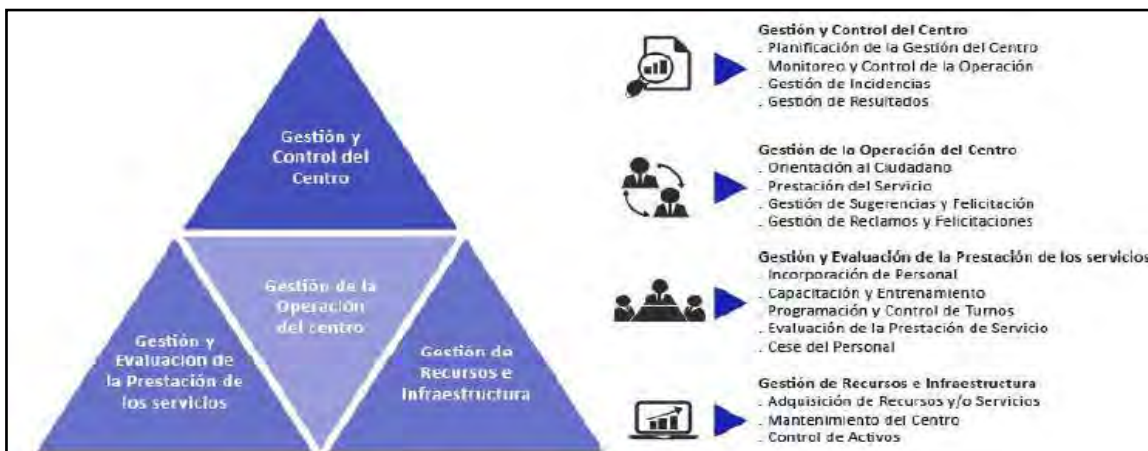 Gestión y
Control del
Centro
Gestión de la
Operación
del centro
Gestión y
Evaluación de
la Prestación de
los servicios
Gestión de
Recursos e
Infraestructura
Gestión y Control del Centro
. Planificación de la Gestión del Centro
. Monitoreo y Control de la Operación
. Gestión de Incidencias
. Gestión de Resultados
Gestión de la Operación del Centro
. Orientación al Ciudadano
. Prestación del Servicio
. Gestión de Sugerencias y Felicitación
. Gestión de Reclamos y Felicitaciones
Gestión y Evaluación de la Prestación de los servicios
. Incorporación de Personal
. Capacitación y Entrenamiento
. Programación y Control de Turnos
. Evaluación de la Prestación de Servicio
. Cese del Personal
Gestión de Recursos e Infraestructura
. Adquisición de Recursos y/o Servicios
. Mantenimiento del Centro
. Control de Activos